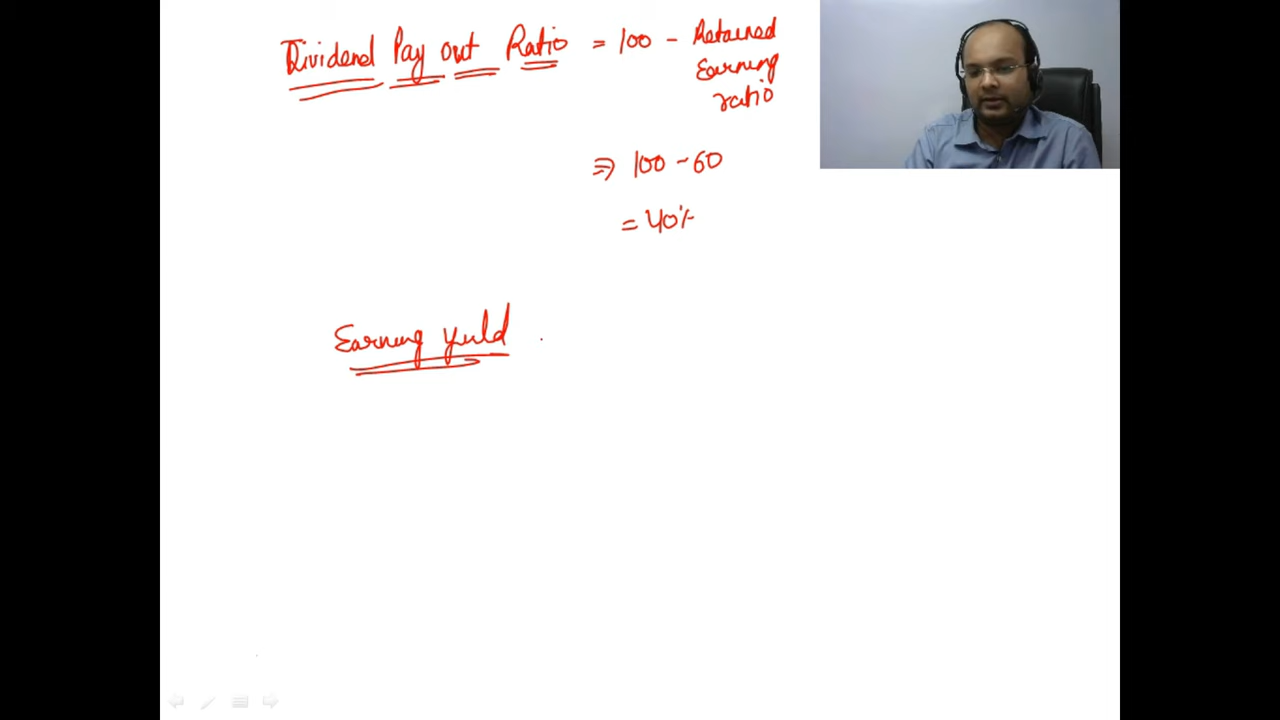 Dividend Pay out Ratio = 100 - Retained
Earning
ratio
⇒ 100 - 60
= 40%
Earning yield